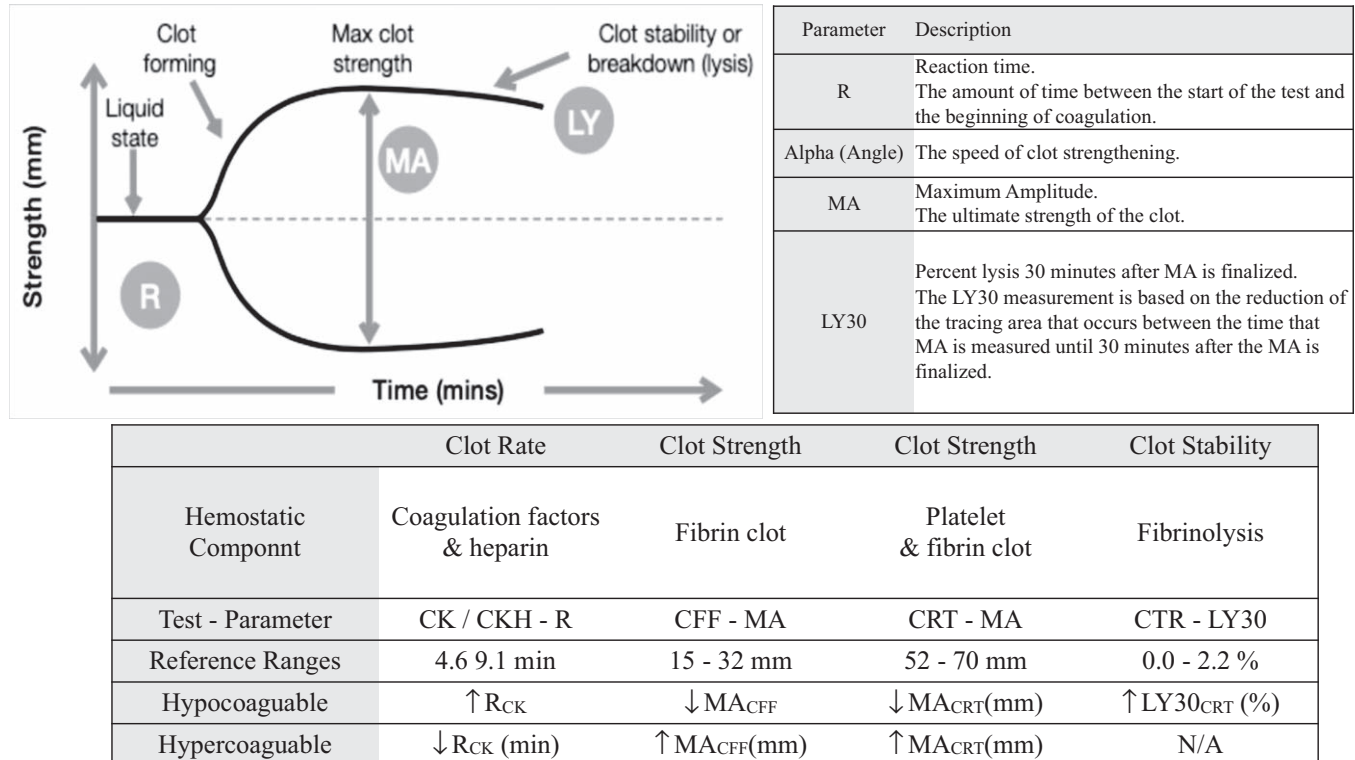 Clot
forming
Max clot
strength
Clot stability or
breakdown (lysis)
Liquid
state
LY
MA
R
Strength (mm)
Time (mins)
Parameter Description
R
Reaction time.
The amount of time between the start of the test and
the beginning of coagulation.
Alpha (Angle) The speed of clot strengthening.
MA
Maximum Amplitude.
The ultimate strength of the clot.
LY30
Percent lysis 30 minutes after MA is finalized.
The LY30 measurement is based on the reduction of
the tracing area that occurs between the time that
MA is measured until 30 minutes after the MA is
finalized.
Clot Rate Clot Strength Clot Strength Clot Stability
Hemostatic
Componnt
Coagulation factors
& heparin
Fibrin clot
Platelet
& fibrin clot
Fibrinolysis
Test - Parameter CK / CKH - R CFF - MA CRT - MA CTR - LY30
Reference Ranges 4.6 9.1 min 15 - 32 mm 52 - 70 mm 0.0 - 2.2 %
Hypocoaguable ↑RCK ↓MACFF ↓MACRT(mm) ↑LY30CRT (%)
Hypercoaguable ↓RCK (min) ↑MACFF(mm) ↑MACRT(mm) N/A